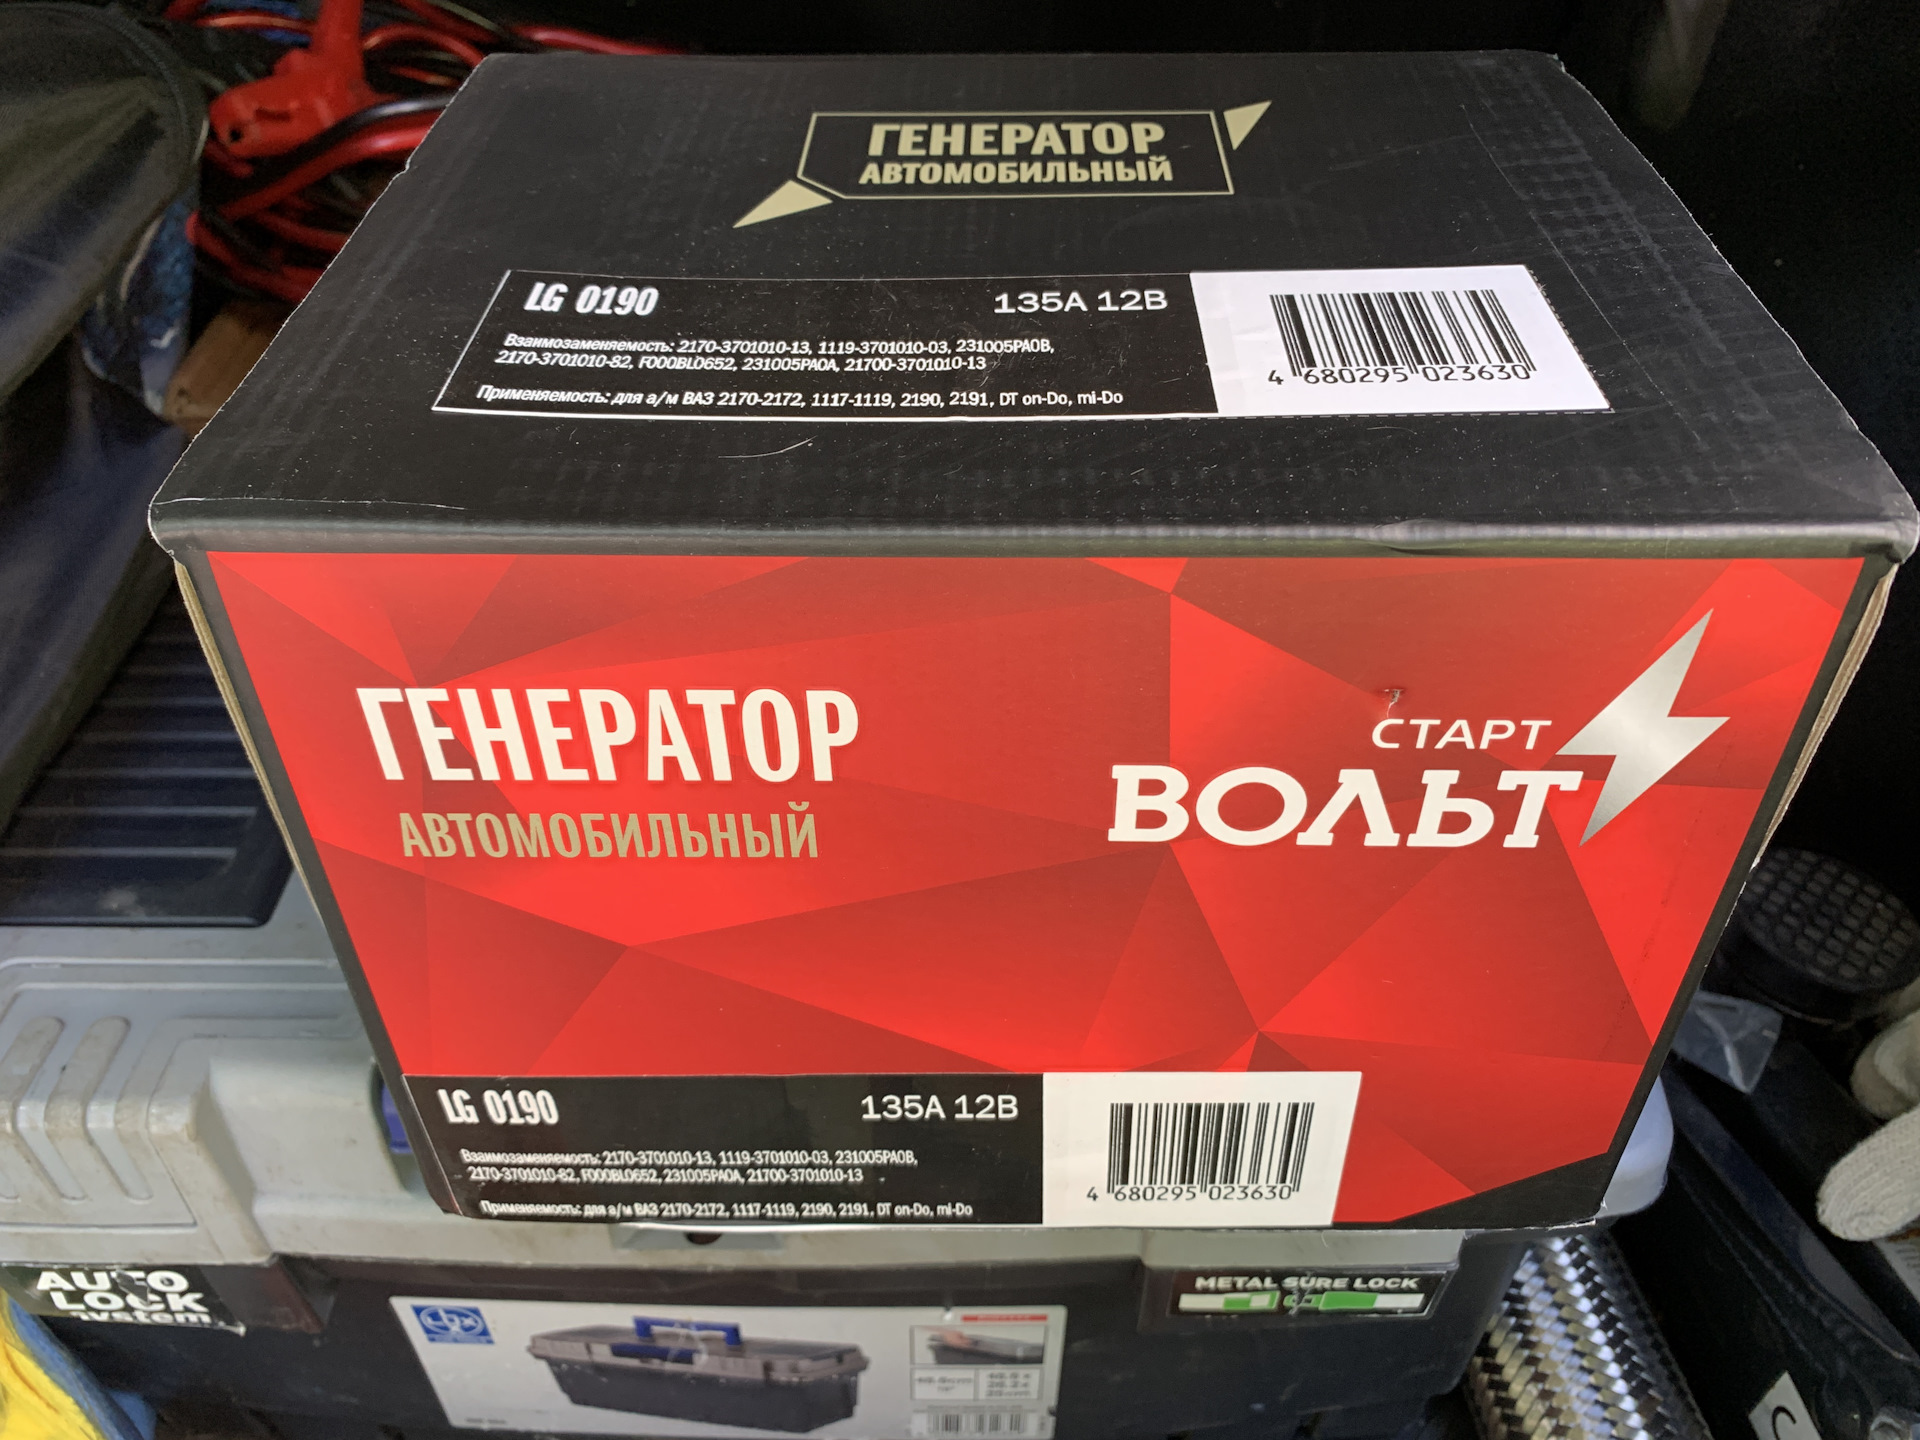 ГЕНЕРАТОР
АВТОМОБИЛЬНЫЙ
LG 0190
135А 12В
Взаимозаменяемость: 2170-3701010-13, 1119-3701010-03, 231005PA0B,
2170-3701010-82, F000BL0652, 231005PA0A, 21700-3701010-13
Применяемость: для а/м ВАЗ 2170-2172, 1117-1119, 2190, 2191, DT on-Do, mi-Do
4 680295 023630
ГЕНЕРАТОР
АВТОМОБИЛЬНЫЙ
СТАРТ
ВОЛЬТ
LG 0190
135А 12В
Взаимозаменяемость: 2170-3701010-13, 1119-3701010-03, 231005PA0B,
2170-3701010-82, F000BL0652, 231005PA0A, 21700-3701010-13
Применяемость: для а/м ВАЗ 2170-2172, 1117-1119, 2190, 2191, DT on-Do, mi-Do
4 680295 023630
AUTO
LOCK
system
METAL SURE LOCK